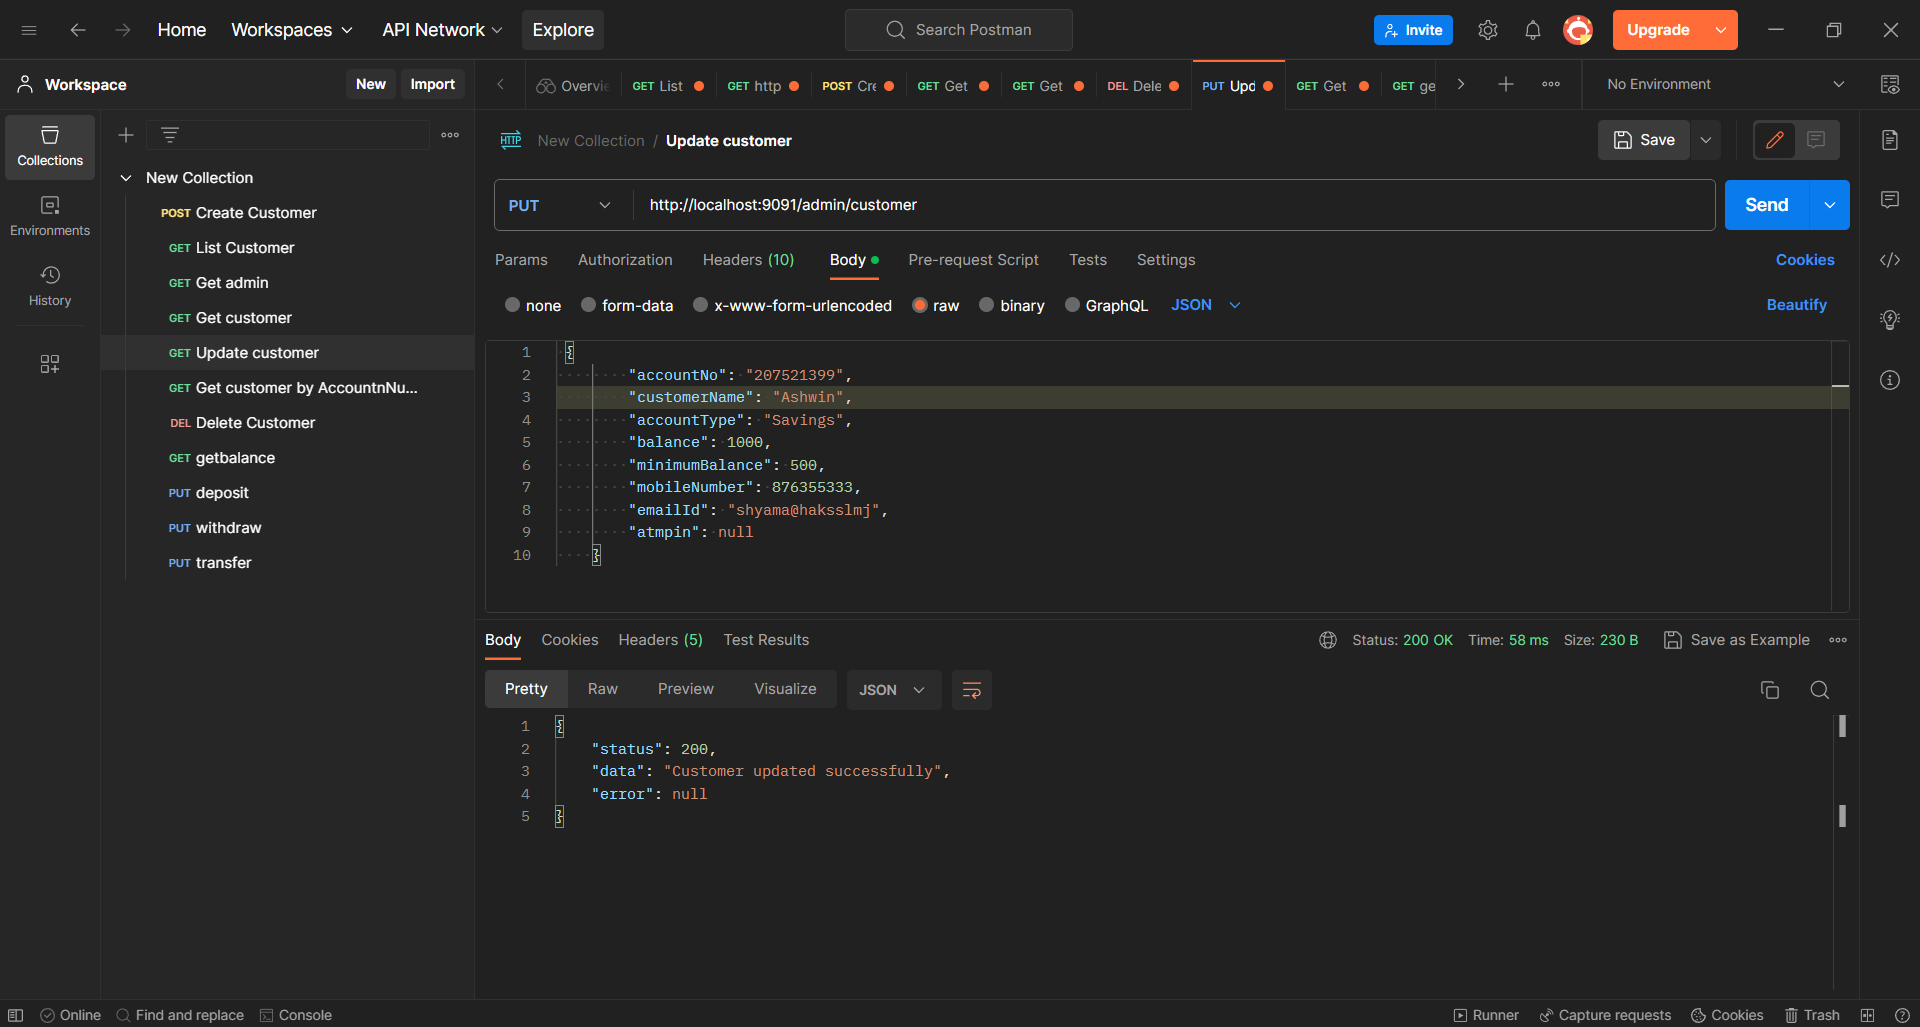 Home Workspaces API Network Explore Search Postman Invite Upgrade
Workspace New Import Overvie GET List GET http POST Cre GET Get GET Get DEL Dele PUT Upd GET Get GET ge No Environment
Collections
Environments
History
New Collection
POST Create Customer
GET List Customer
GET Get admin
GET Get customer
GET Update customer
GET Get customer by AccountnNu...
DEL Delete Customer
GET getbalance
PUT deposit
PUT withdraw
PUT transfer
HTTP New Collection / Update customer Save
PUT http://localhost:9091/admin/customer Send
Params Authorization Headers (10) Body Pre-request Script Tests Settings Cookies
none form-data x-www-form-urlencoded raw binary GraphQL JSON Beautify
1 {
2 "accountNo": "207521399",
3 "customerName": "Ashwin",
4 "accountType": "Savings",
5 "balance": 1000,
6 "minimumBalance": 500,
7 "mobileNumber": 876355333,
8 "emailId": "shyama@haksslmj",
9 "atmpin": null
10 }
Body Cookies Headers (5) Test Results Status: 200 OK Time: 58 ms Size: 230 B Save as Example
Pretty Raw Preview Visualize JSON
1 {
2 "status": 200,
3 "data": "Customer updated successfully",
4 "error": null
5 }
Online Find and replace Console Runner Capture requests Cookies Trash